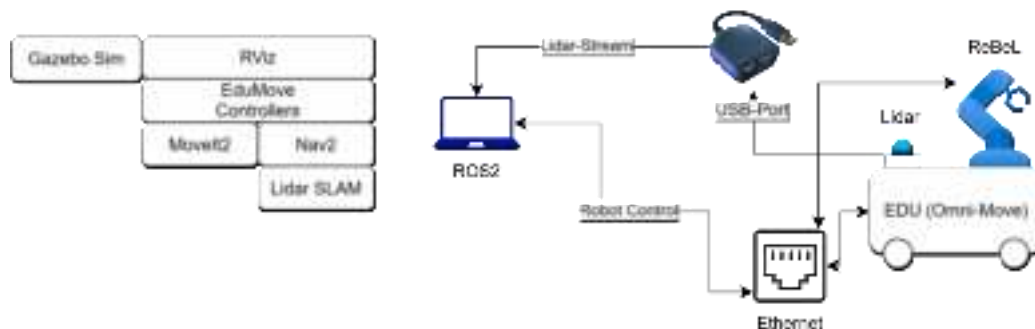 Gazebo Sim
RViz
EduMove
Controllers
MoveIt2
Nav2
Lidar SLAM
Lidar-Stream
ROS2
USB-Port
ReBeL
Lidar
Robot Control
EDU (Omni-Move)
Ethernet